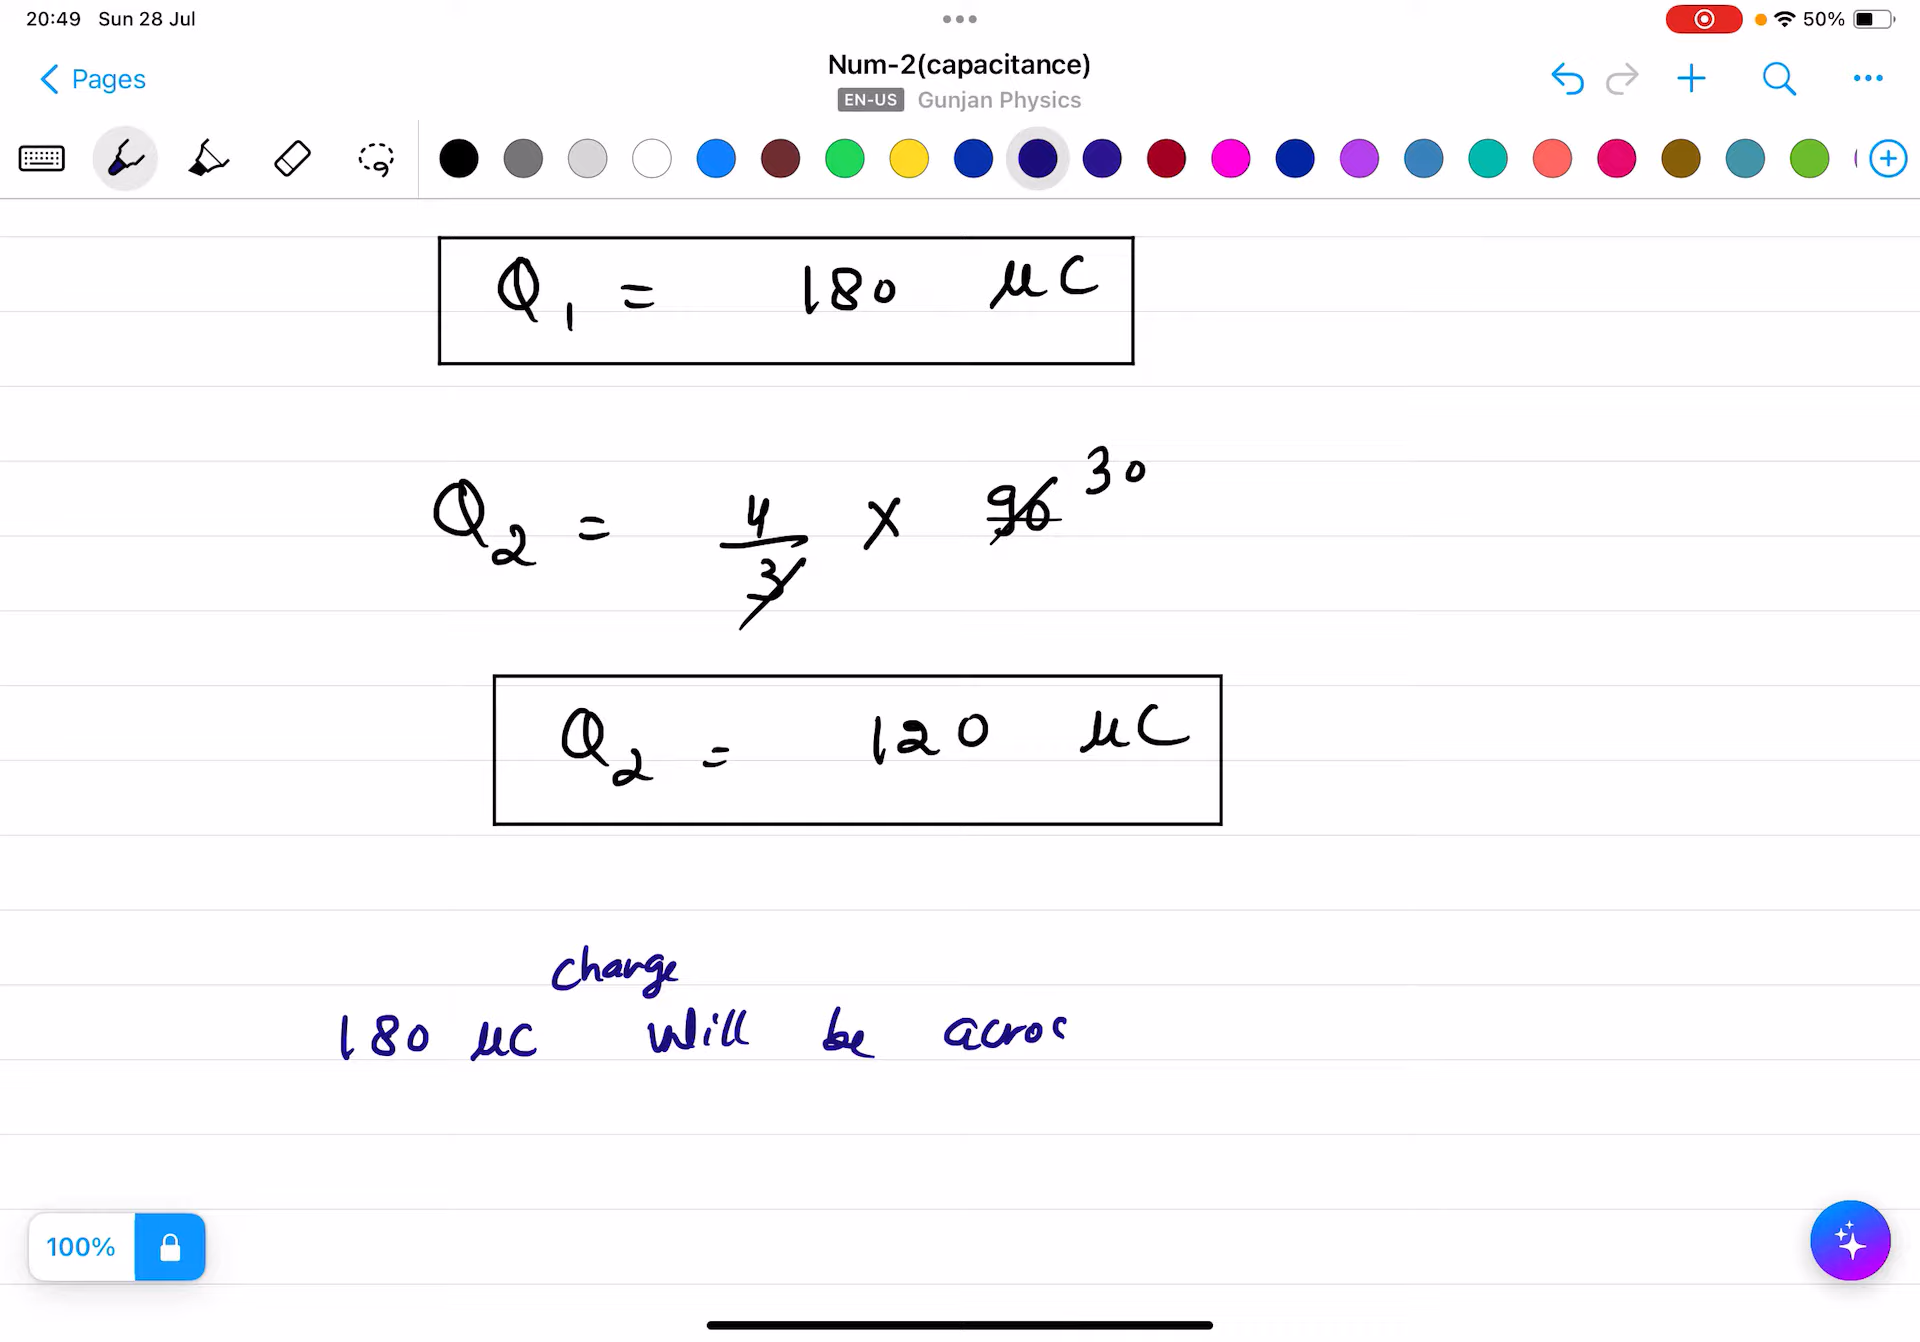 20:49 Sun 28 Jul
50%
Pages
Num-2(capacitance)
EN-US Gunjan Physics
Q₁ = 180 μC
Q₂ = 4/3 × 90 30
Q₂ = 120 μC
charge
180 μC will be acros
100%